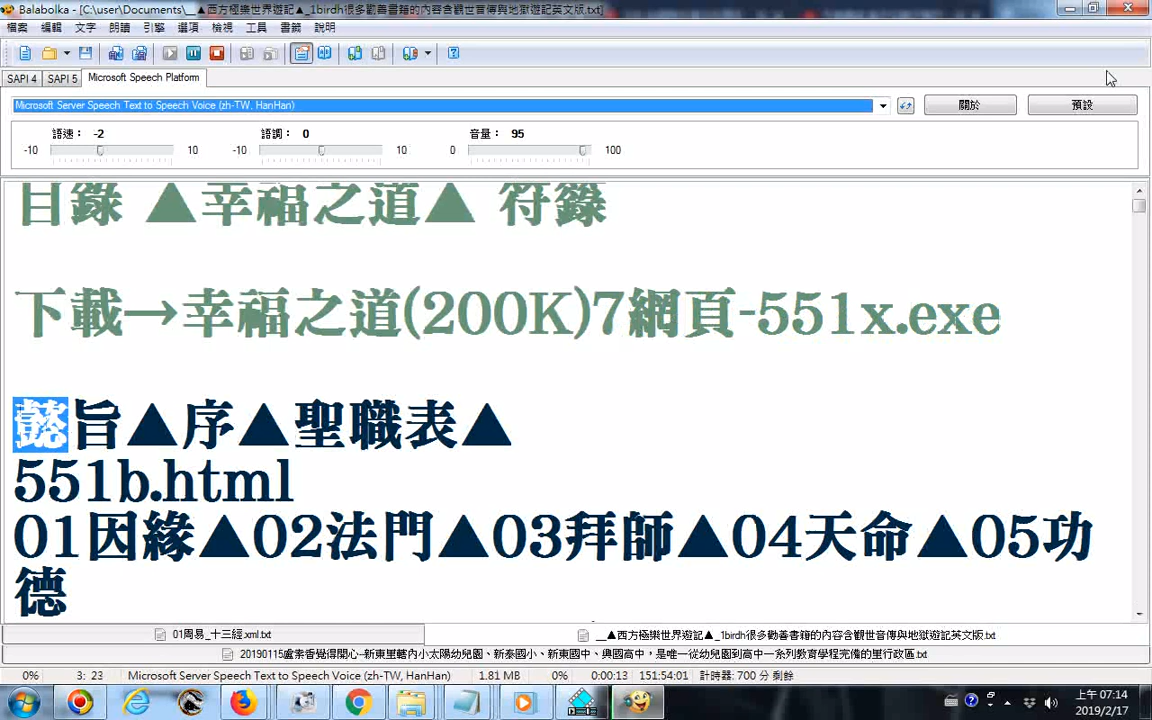 Balabolka - [C:\user\Documents\__▲西方極樂世界遊記▲_1birdh很多勸善書籍的內容含觀世音傳與地獄遊記英文版.txt]
檔案 編輯 文字 朗讀 引擎 選項 檢視 工具 書籤 說明
SAPI 4 SAPI 5 Microsoft Speech Platform
Microsoft Server Speech Text to Speech Voice (zh-TW, HanHan) 關於 預設
語速： -2 語調： 0 音量： 95
-10 10 -10 10 0 100
目錄 ▲幸福之道▲ 符籙
下載→幸福之道(200K)7網頁-551x.exe
懿旨▲序▲聖職表▲
551b.html
01因緣▲02法門▲03拜師▲04天命▲05功
德
01周易_十三經.xml.txt __▲西方極樂世界遊記▲_1birdh很多勸善書籍的內容含觀世音傳與地獄遊記英文版.txt
20190115盧素香覺得開心-新東里轄內小太陽幼兒園、新泰國小、新東國中、典國高中，是唯一從幼兒園到高中一系列教育學程完備的里行政區.txt
0% 3: 23 Microsoft Server Speech Text to Speech Voice (zh-TW, HanHan) 1.81 MB 0% 0:00:13 151:54:01 計時器: 700 分 剩餘
上午 07:14
2019/2/17